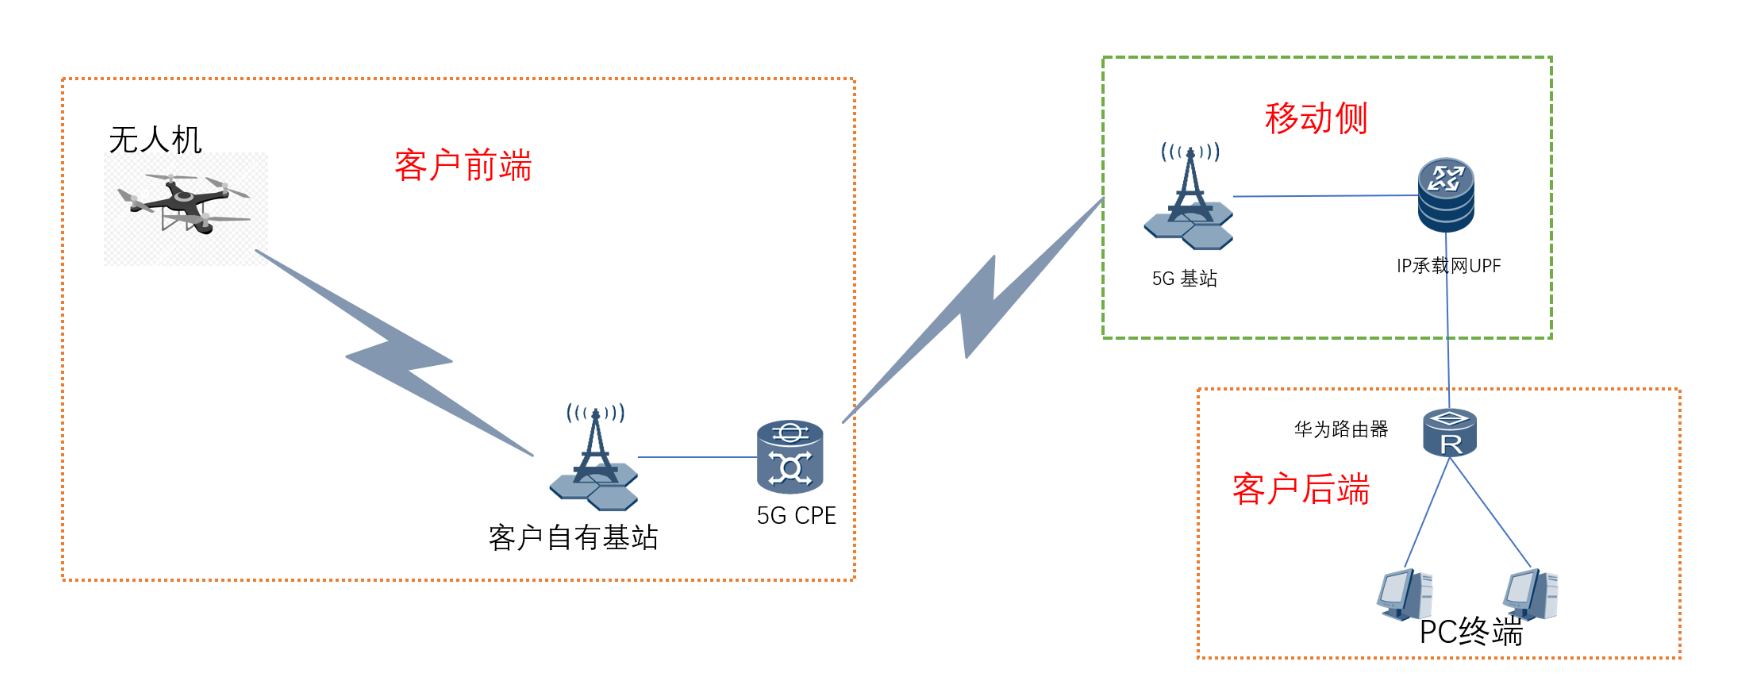 无人机
客户前端
客户自有基站
5G CPE
移动侧
5G 基站
IP承载网UPF
华为路由器
R
客户后端
PC终端